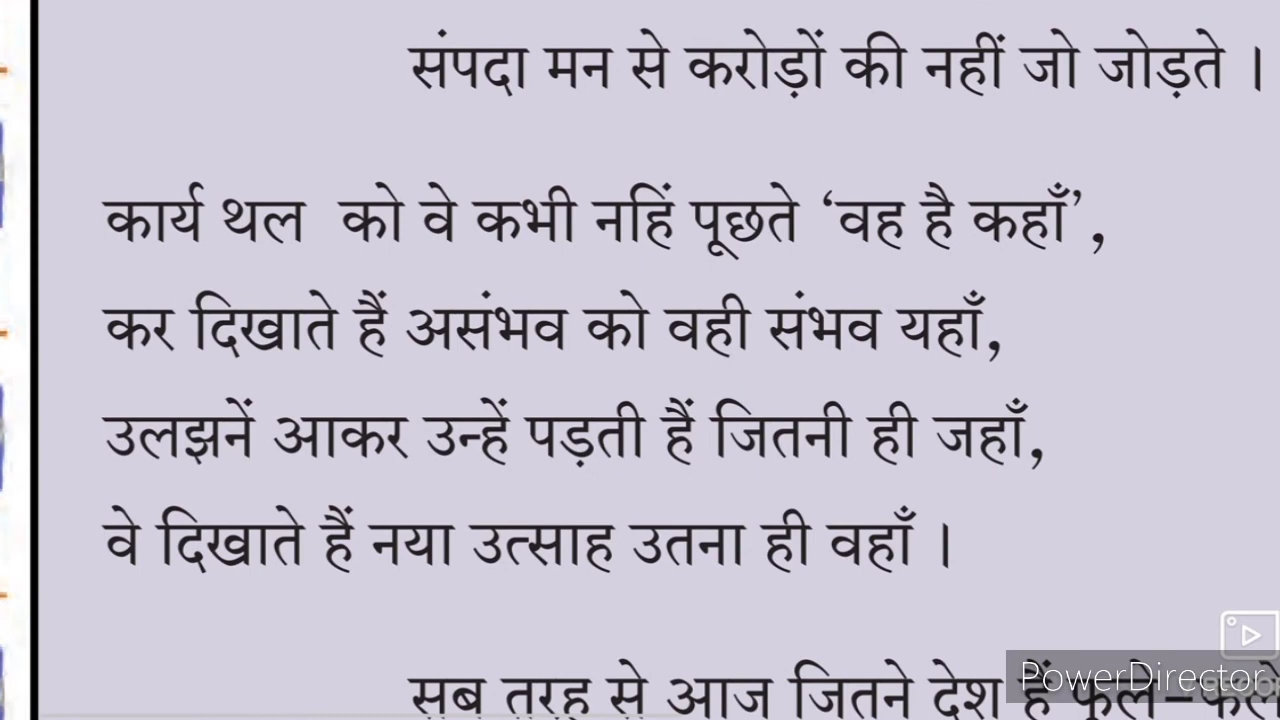 संपदा मन से करोड़ों की नहीं जो जोड़ते ।
कार्य थल को वे कभी नहिं पूछते ‘वह है कहाँ’,
कर दिखाते हैं असंभव को वही संभव यहाँ,
उलझनें आकर उन्हें पड़ती हैं जितनी ही जहाँ,
वे दिखाते हैं नया उत्साह उतना ही वहाँ ।
सब तरह से आज जितने देश हैं फूले-फले
PowerDirector